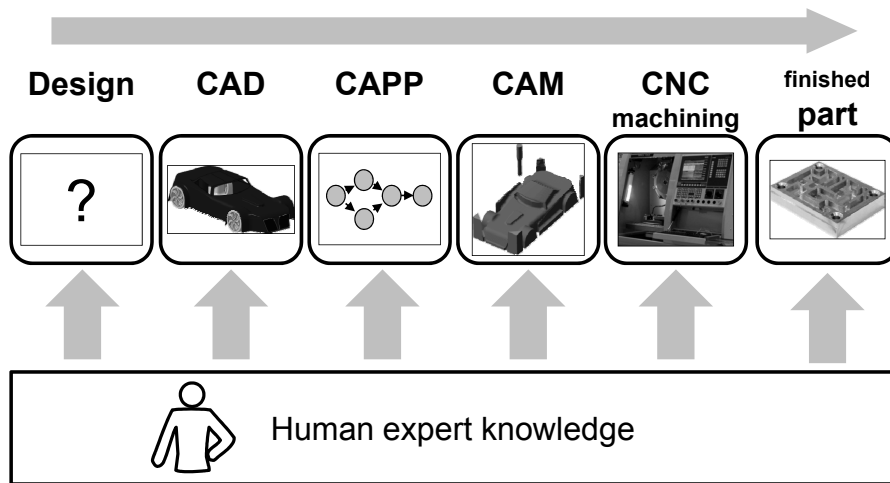 Design
CAD
CAPP
CAM
CNC
machining
finished
part
?
Human expert knowledge